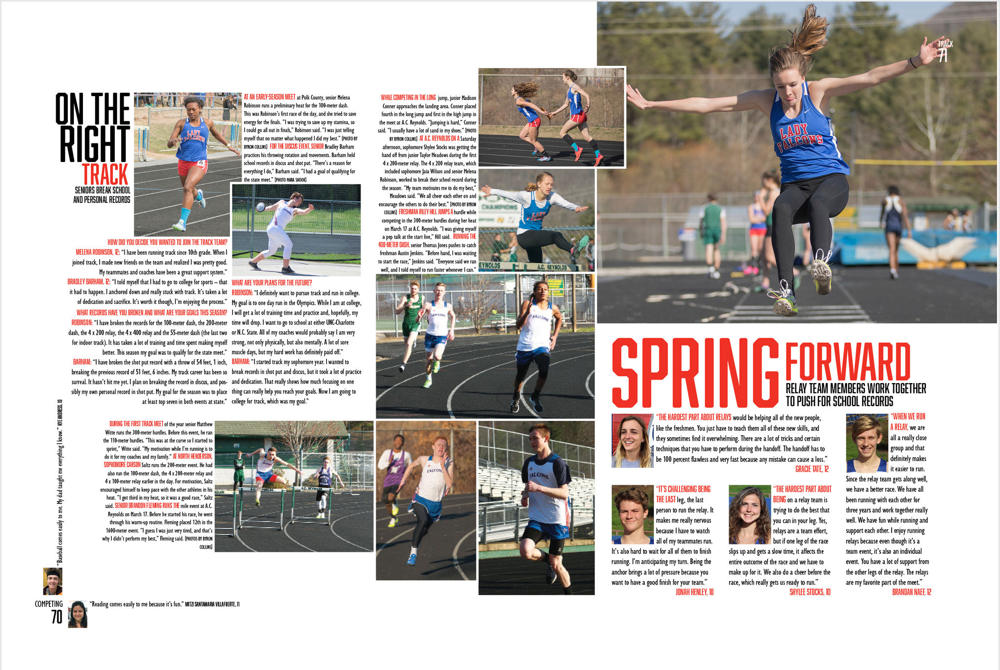 ON THE
RIGHT
TRACK
SENIORS BREAK SCHOOL
AND PERSONAL RECORDS
AT AN EARLY-SEASON MEET at Polk County, senior Melena
Robinson runs a preliminary heat for the 100-meter dash.
This was Robinson's first race of the day, and she tried to save
energy for the finals. "I was trying to save up my stamina, so
I could go all out in finals," Robinson said. "I was just telling
myself that no matter what happened I did my best." [PHOTO BY
BYRON COLLINS] FOR THE DISCUS EVENT, SENIOR Bradley Barham
practices his throwing rotation and movements. Barham held
school records in discus and shot put. "There's a reason for
everything I do," Barham said. "I had a goal of qualifying for
the state meet." [PHOTO MARA SHOOK]
HOW DID YOU DECIDE YOU WANTED TO JOIN THE TRACK TEAM?
MELENA ROBINSON, 12: "I have been running track since 10th grade. When I
joined track, I made new friends on the team and realized I was pretty good.
My teammates and coaches have been a great support system."
BRADLEY BARHAM, 12: "I told myself that I had to go to college for sports – that
it had to happen. I anchored down and really stuck with track. It's taken a lot
of dedication and sacrifice. It's worth it though, I'm enjoying the process."
WHAT RECORDS HAVE YOU BROKEN AND WHAT ARE YOUR GOALS THIS SEASON?
ROBINSON: "I have broken the records for the 100-meter dash, the 200-meter
dash, the 4 x 200 relay, the 4 x 400 relay and the 55-meter dash (the last two
for indoor track). It has taken a lot of training and time spent making myself
better. This season my goal was to qualify for the state meet."
BARHAM: "I have broken the shot put record with a throw of 54 feet, 1 inch,
breaking the previous record of 51 feet, 6 inches. My track career has been so
surreal. It hasn't hit me yet. I plan on breaking the record in discus, and pos-
sibly my own personal record in shot put. My goal for the season was to place
at least top seven in both events at state."
WHAT ARE YOUR PLANS FOR THE FUTURE?
ROBINSON: "I definitely want to pursue track and run in college.
My goal is to one day run in the Olympics. While I am at college,
I will get a lot of training time and practice and, hopefully, my
time will drop. I want to go to school at either UNC-Charlotte
or N.C. State. All of my coaches would probably say I am very
strong, not only physically, but also mentally. A lot of sore
muscle days, but my hard work has definitely paid off."
BARHAM: "I started track my sophomore year. I wanted to
break records in shot put and discus, but it took a lot of practice
and dedication. That really shows how much focusing on one
thing can really help you reach your goals. Now I am going to
college for track, which was my goal."
DURING THE FIRST TRACK MEET of the year senior Matthew
Witte runs the 300-meter hurdles. Before this event, he ran
the 110-meter hurdles. "This was at the curve so I started to
sprint," Witte said. "My motivation while I'm running is to
do it for my coaches and my family." AT NORTH HENDERSON,
SOPHOMORE CARSON Saltz runs the 200-meter event. He had
also run the 100-meter dash, the 4 x 200-meter relay and
4 x 100-meter relay earlier in the day. For motivation, Saltz
encouraged himself to keep pace with the other athletes in his
heat. "I got third in my heat, so it was a good race," Saltz
said. SENIOR BRANDON FLEMING RUNS THE mile event at A.C.
Reynolds on March 17. Before he started his race, he went
through his warm-up routine. Fleming placed 12th in the
1600-meter event. "I guess I was just very tired, and that's
why I didn't perform my best," Fleming said. [PHOTOS BY BYRON
COLLINS]
"Baseball comes easily to me. My dad taught me everything I know." KYE ANDRESS, 10
COMPETING
70
"Reading comes easily to me because it's fun." MITZI SANTAMARIA VILLAFUERTE, 11
WHILE COMPETING IN THE LONG jump, junior Madison
Conner approaches the landing area. Conner placed
fourth in the long jump and first in the high jump in
the meet at A.C. Reynolds. "Jumping is hard," Conner
said. "I usually have a lot of sand in my shoes." [PHOTO
BY BYRON COLLINS] AT A.C. REYNOLDS ON A Saturday
afternoon, sophomore Shylee Stocks was getting the
hand off from junior Taylor Meadows during the first
4 x 200-meter relay. The 4 x 200 relay team, which
included sophomore Jaia Wilson and senior Melena
Robinson, worked to break their school record during
the season. "My team motivates me to do my best,"
Meadows said. "We all cheer each other on and
encourage the others to do their best." [PHOTO BY BYRON
COLLINS] FRESHMAN RILEY HILL JUMPS A hurdle while
competing in the 300-meter hurdles during her heat
on March 17 at A.C. Reynolds. "I was giving myself
a pep talk at the start line," Hill said. RUNNING THE
400-METER DASH, senior Thomas Jones pushes to catch
freshman Austin Jenkins. "Before hand, I was waiting
to start the race," Jenkins said. "Everyone said we ran
well, and I told myself to run faster whenever I can."
LADY
FALCONS
CHAMPIONS
LADY
A.C. REYNOLDS
FALCONS
FALCONS
A.C. REYNOLDS
FALCONS
FALCONS
LADY
FALCONS
TRACK
71
SPRING FORWARD
RELAY TEAM MEMBERS WORK TOGETHER
TO PUSH FOR SCHOOL RECORDS
"THE HARDEST PART ABOUT RELAYS would be helping all of the new people,
like the freshmen. You just have to teach them all of these new skills, and
they sometimes find it overwhelming. There are a lot of tricks and certain
techniques that you have to perform during the handoff. The handoff has to
be 100 percent flawless and very fast because any mistake can cause a loss."
GRACIE TATE, 12
"IT'S CHALLENGING BEING
THE LAST leg, the last
person to run the relay. It
makes me really nervous
because I have to watch
all of my teammates run.
It's also hard to wait for all of them to finish
running. I'm anticipating my turn. Being the
anchor brings a lot of pressure because you
want to have a good finish for your team."
JONAH HENLEY, 10
"THE HARDEST PART ABOUT
BEING on a relay team is
trying to do the best that
you can in your leg. Yes,
relays are a team effort,
but if one leg of the race
slips up and gets a slow time, it affects the
entire outcome of the race and we have to
make up for it. We also do a cheer before the
race, which really gets us ready to run."
SHYLEE STOCKS, 10
"WHEN WE RUN
A RELAY, we are
all a really close
group and that
definitely makes
it easier to run.
Since the relay team gets along well,
we have a better race. We have all
been running with each other for
three years and work together really
well. We have fun while running and
support each other. I enjoy running
relays because even though it's a
team event, it's also an individual
event. You have a lot of support from
the other legs of the relay. The relays
are my favorite part of the meet."
BRANDAN NAEF, 12